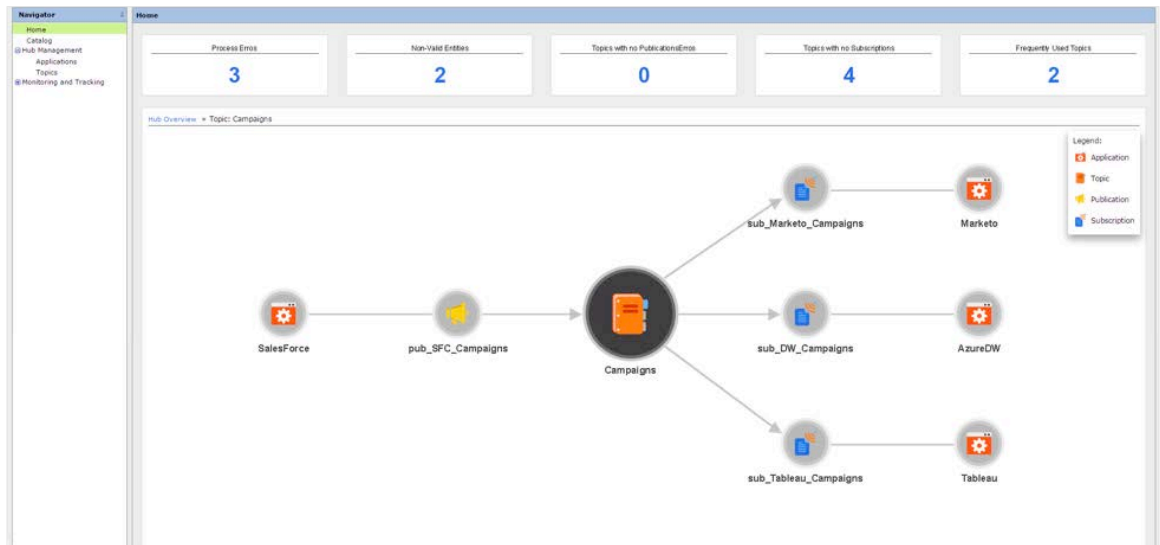 Navigator
Home
Home
Catalog
Hub Management
Applications
Topics
Monitoring and Tracking
Process Erros
3
Non-Valid Entities
2
Topics with no PublicationsErros
0
Topics with no Subscriptions
4
Frequently Used Topics
2
Hub Overview » Topic: Campaigns
Legend:
Application
Topic
Publication
Subscription
sub_Marketo_Campaigns
Marketo
SalesForce
pub_SFC_Campaigns
Campaigns
sub_DW_Campaigns
AzureDW
sub_Tableau_Campaigns
Tableau